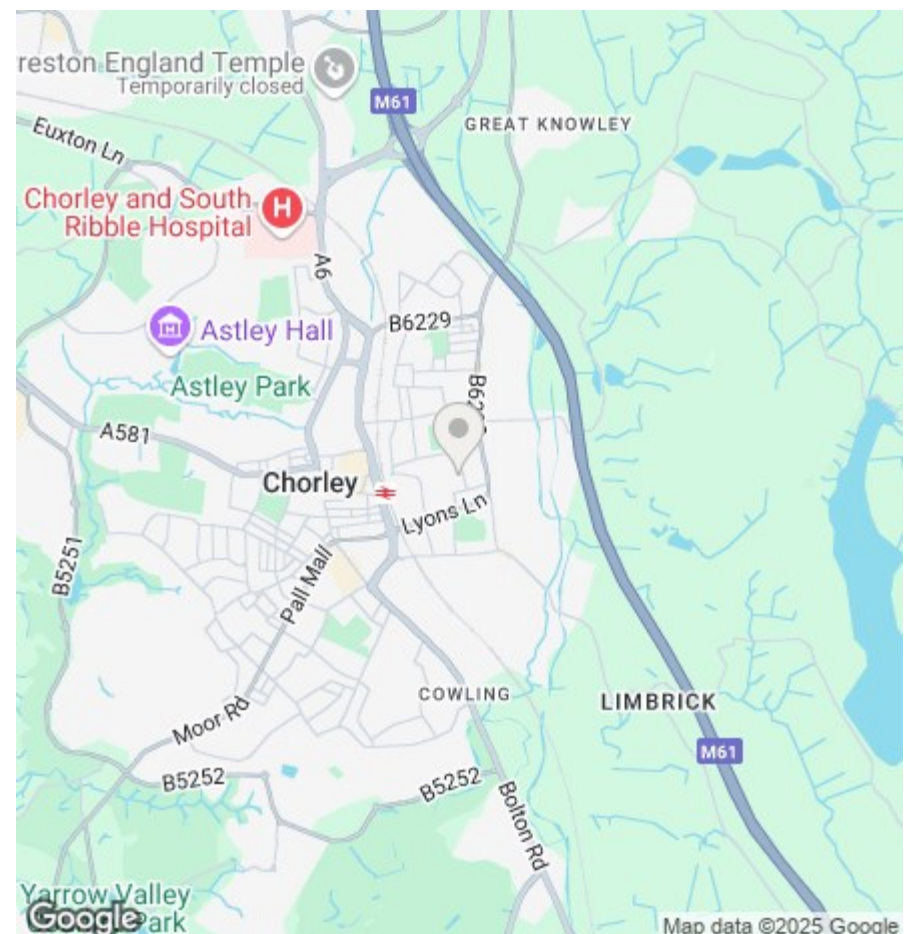 reston England Temple
Temporarily closed
M61
GREAT KNOWLEY
Euxton Ln
Chorley and South
Ribble Hospital
H
A6
B6229
Astley Hall
Astley Park
A581
Chorley
Lyons Ln
B5251
Pall Mall
COWLING
LIMBRICK
Moor Rd
M61
B5252
B5252
Bolton Rd
Yarrow Valley
Park
Google
Map data ©2025 Google